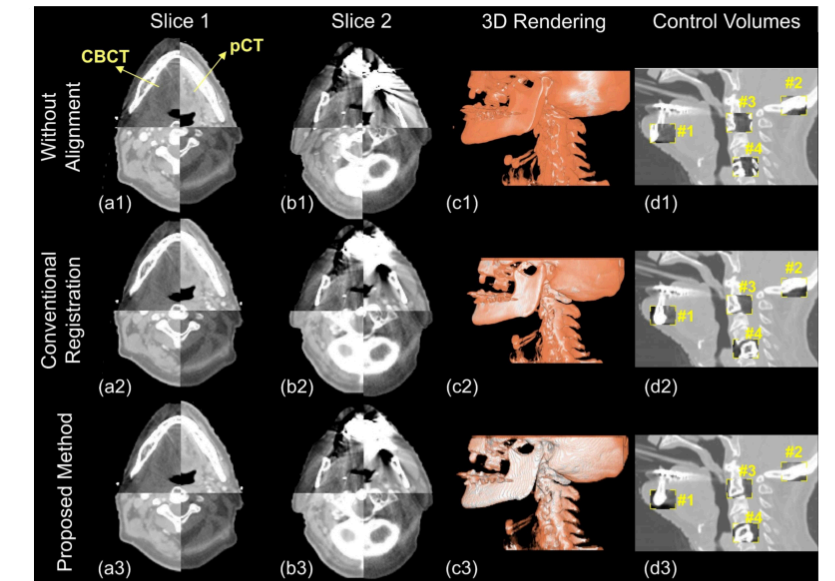 Slice 1 Slice 2 3D Rendering Control Volumes
Without
Alignment
CBCT pCT
#1 #2 #3 #4
(a1) (b1) (c1) (d1)
Conventional
Registration
#1 #2 #3 #4
(a2) (b2) (c2) (d2)
Proposed Method
#1 #2 #3 #4
(a3) (b3) (c3) (d3)